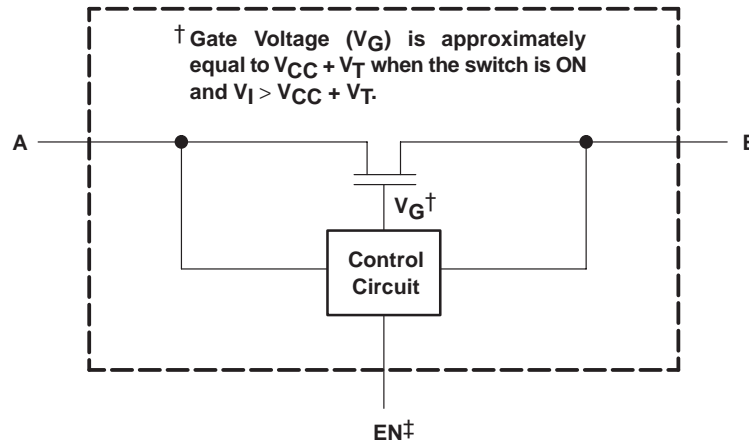 † Gate Voltage (VG) is approximately
equal to VCC + VT when the switch is ON
and VI > VCC + VT.
A
VG†
Control
Circuit
EN‡